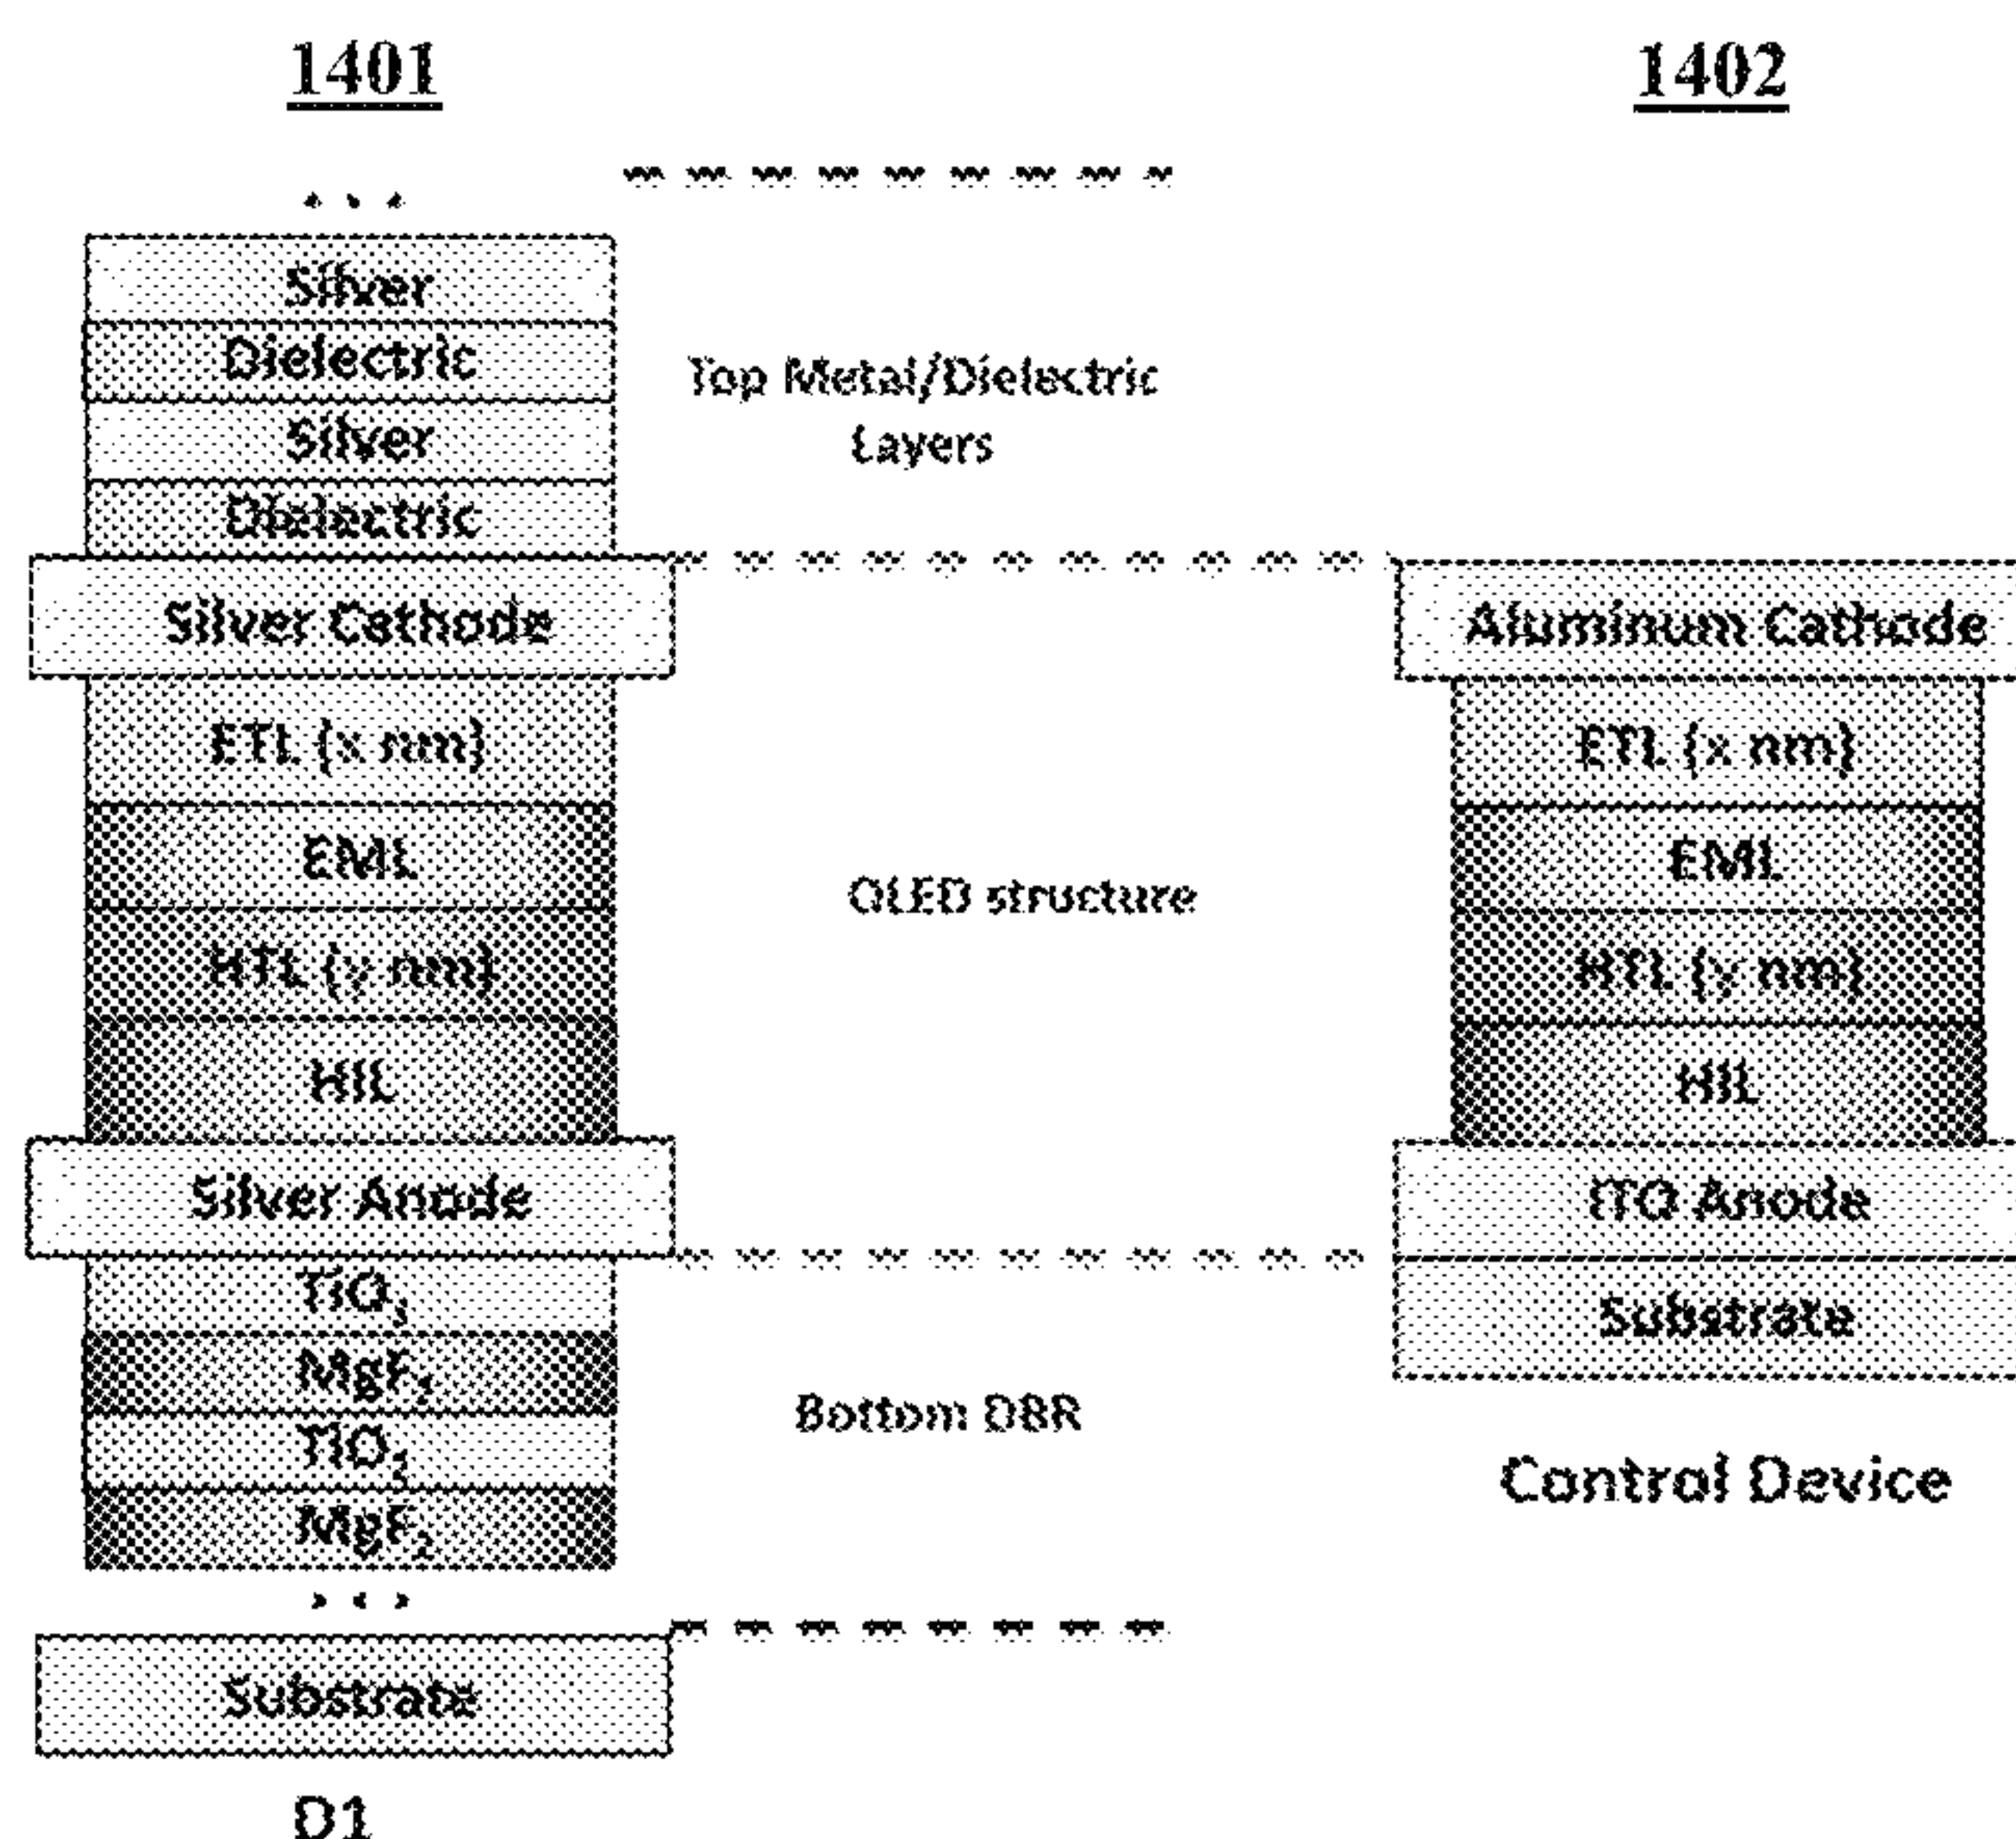 1401
Silver
Dielectric
Silver
Dielectric
Silver Cathode
ETL (x nm)
EML
HTL (y nm)
HIL
Silver Anode
TiO₂
MgF₂
TiO₂
MgF₂
Substrate
D1
Top Metal/Dielectric
Layers
OLED structure
Bottom DBR
1402
Aluminum Cathode
ETL (x nm)
EML
HTL (y nm)
HIL
ITO Anode
Substrate
Control Device